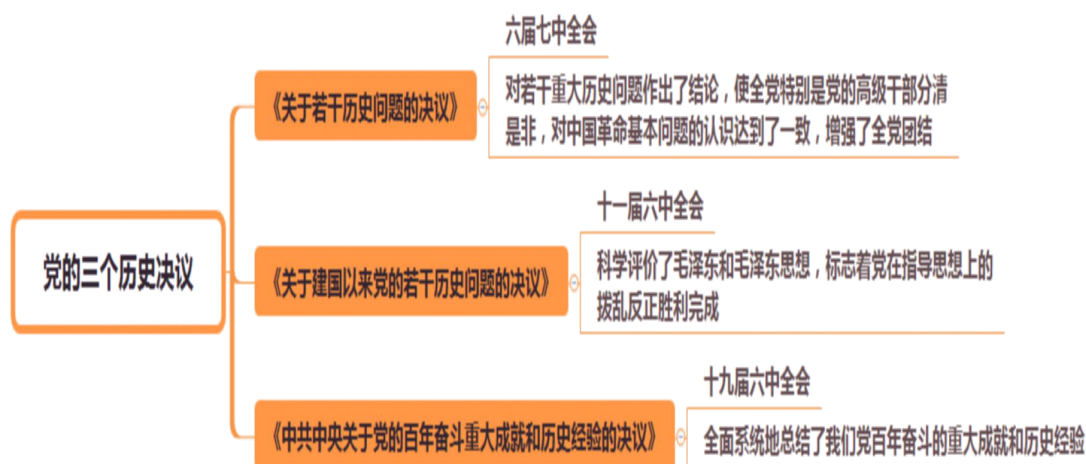 党的三个历史决议
《关于若干历史问题的决议》
六届七中全会
对若干重大历史问题作出了结论，使全党特别是党的高级干部分清
是非，对中国革命基本问题的认识达到了一致，增强了全党团结
《关于建国以来党的若干历史问题的决议》
十一届六中全会
科学评价了毛泽东和毛泽东思想，标志着党在指导思想上的
拨乱反正胜利完成
《中共中央关于党的百年奋斗重大成就和历史经验的决议》
十九届六中全会
全面系统地总结了我们党百年奋斗的重大成就和历史经验